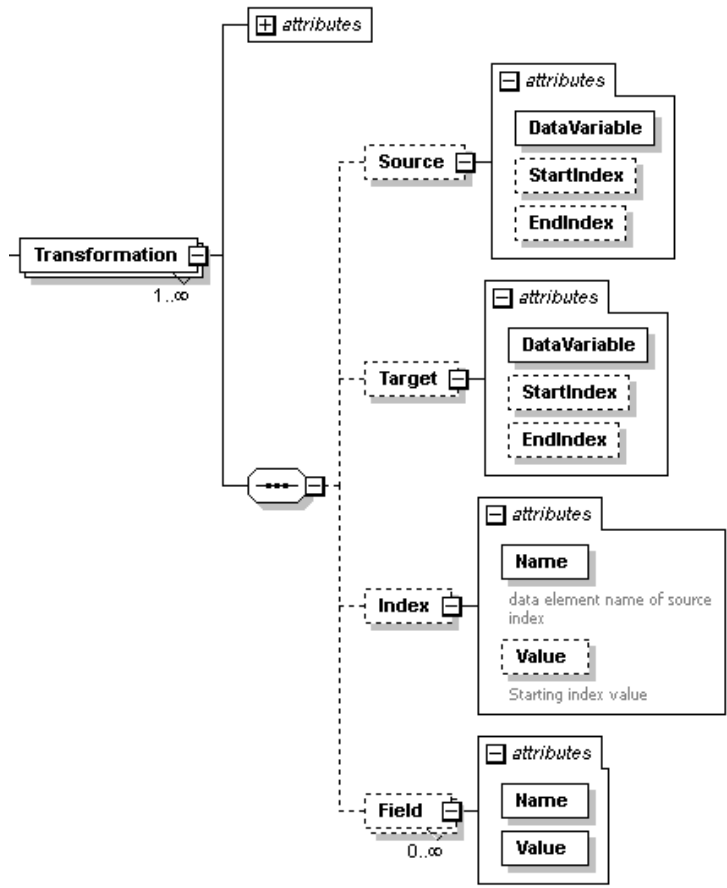 attributes
attributes
DataVariable
Source
StartIndex
EndIndex
Transformation
1..∞
attributes
DataVariable
Target
StartIndex
EndIndex
attributes
Name
data element name of source
index
Index
Value
Starting index value
attributes
Name
Field
0..∞
Value